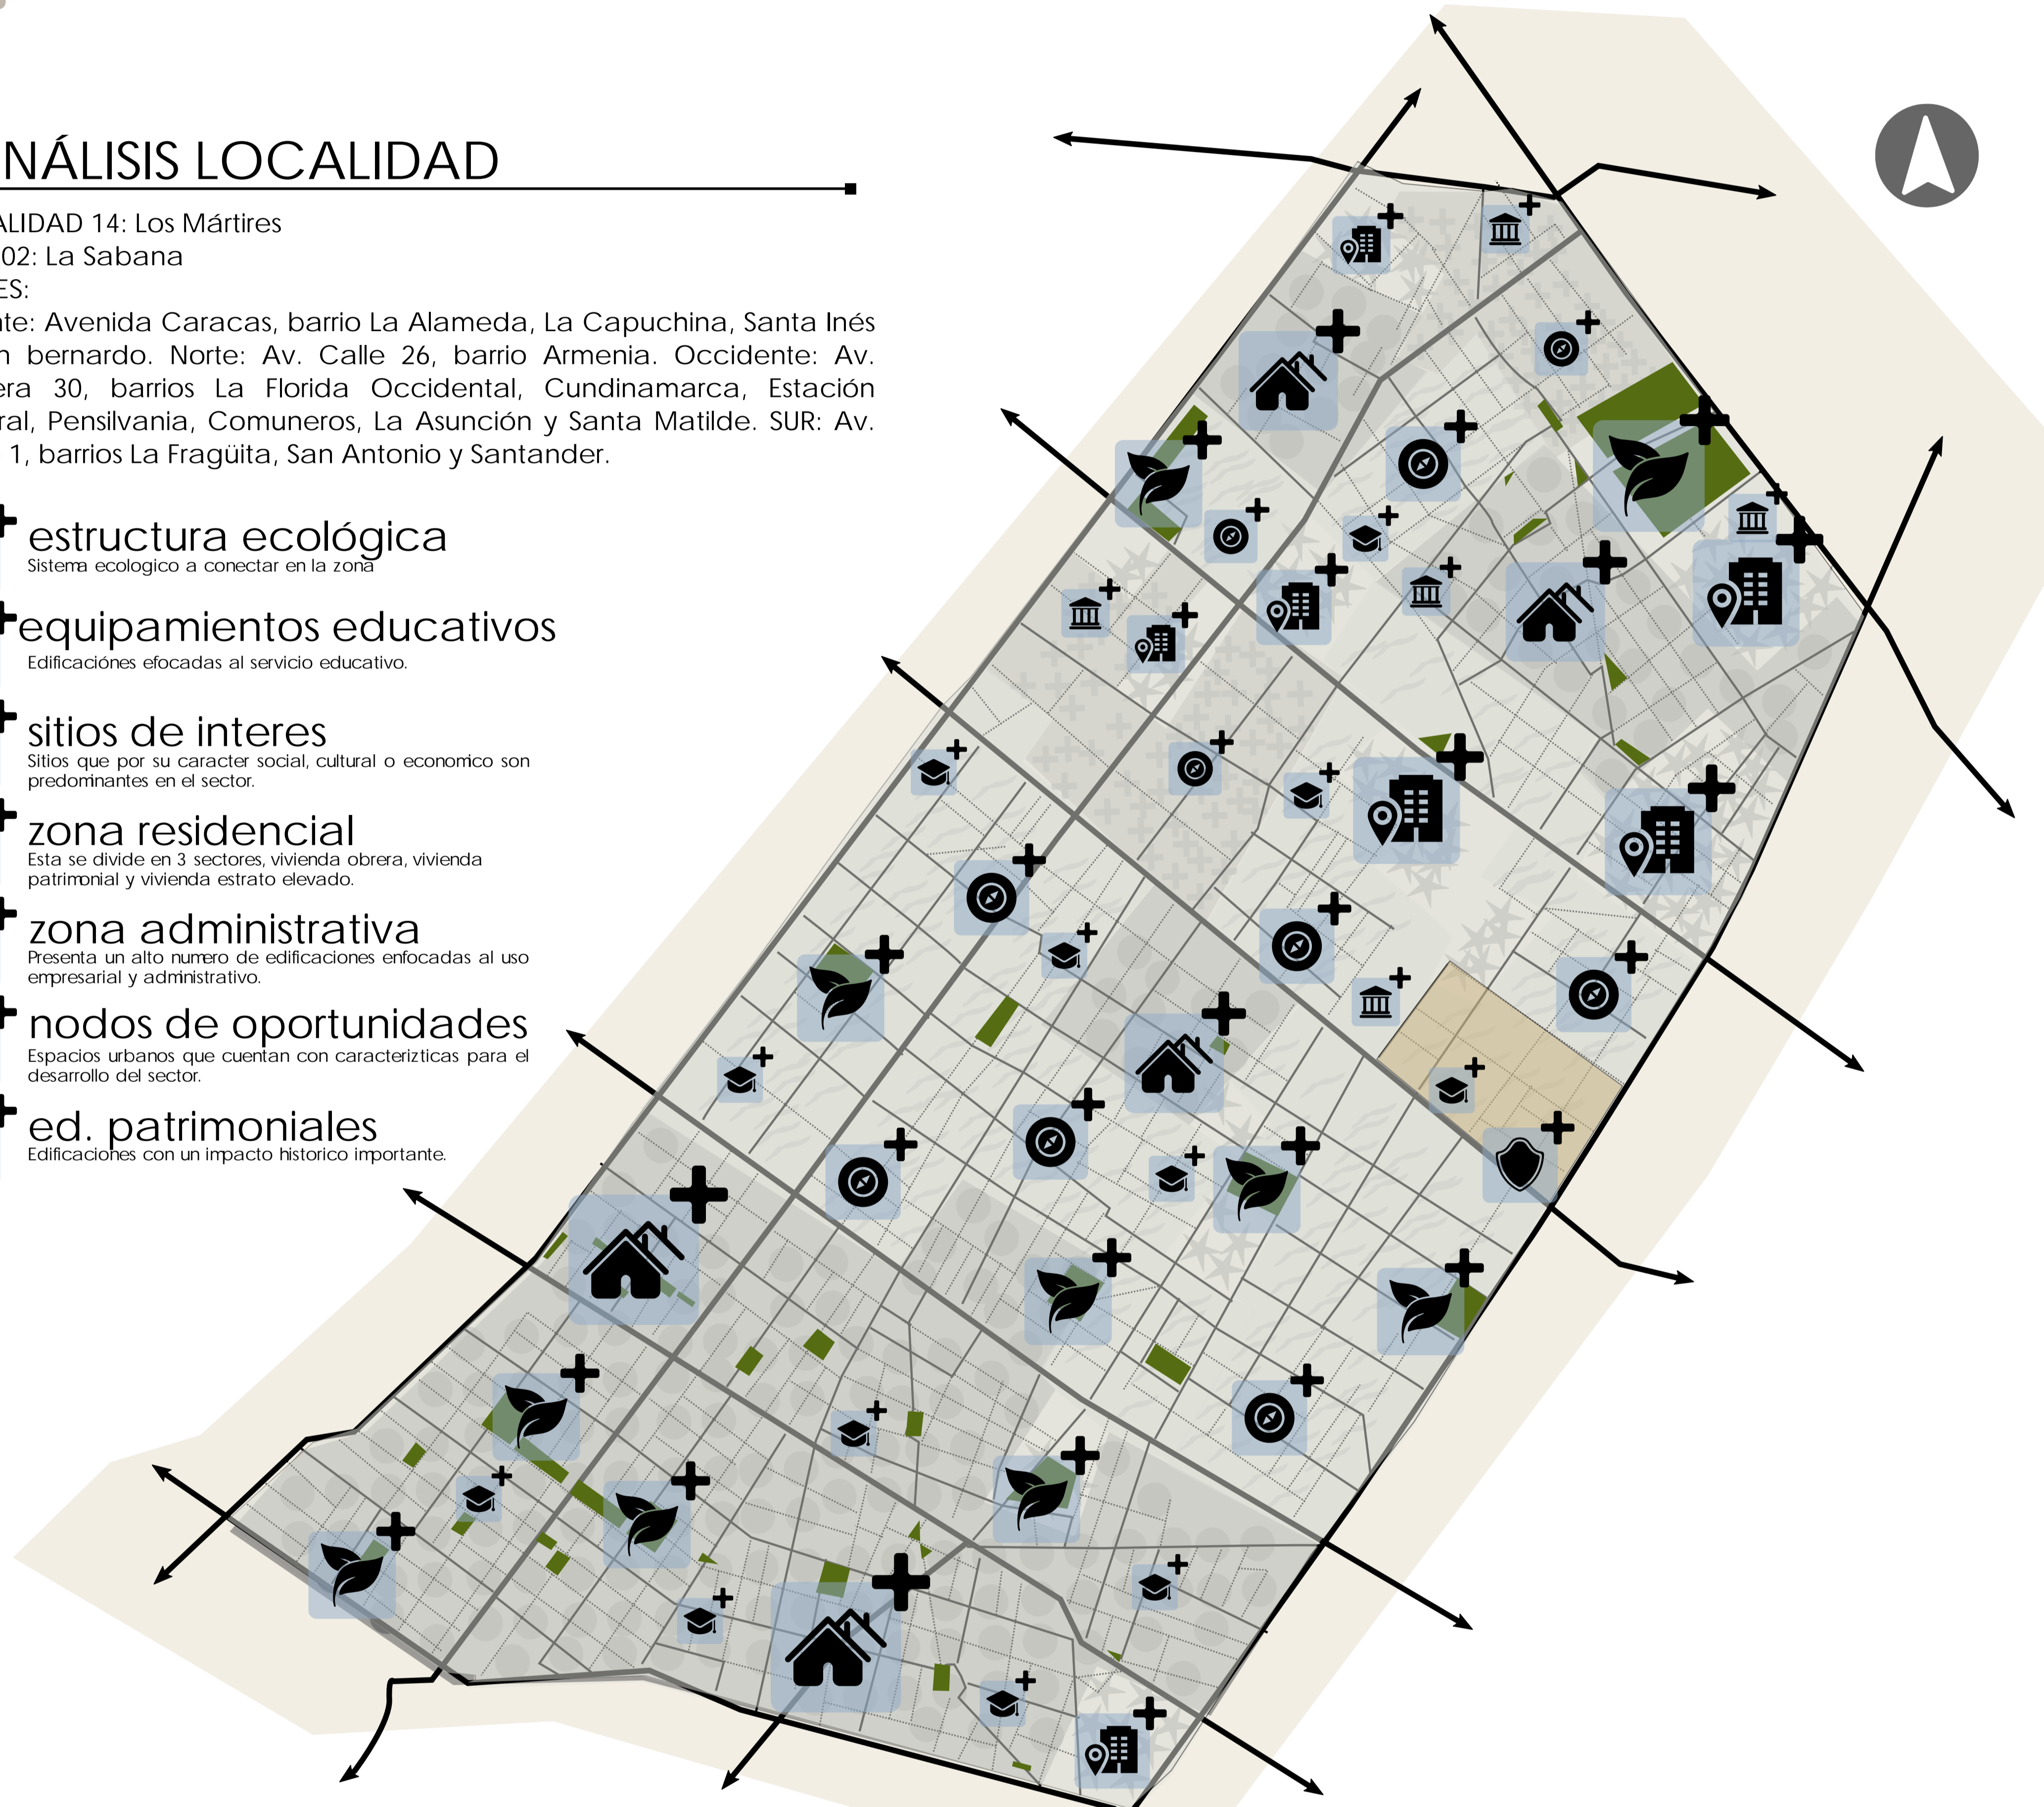 NÁLISIS LOCALIDAD
ALIDAD 14: Los Mártires
02: La Sabana
ES:
nte: Avenida Caracas, barrio La Alameda, La Capuchina, Santa Inés
n bernardo. Norte: Av. Calle 26, barrio Armenia. Occidente: Av.
era 30, barrios La Florida Occidental, Cundinamarca, Estación
ral, Pensilvania, Comuneros, La Asunción y Santa Matilde. SUR: Av.
1, barrios La Fragüita, San Antonio y Santander.
estructura ecológica
Sistema ecologico a conectar en la zona
equipamientos educativos
Edificaciónes efocadas al servicio educativo.
sitios de interes
Sitios que por su caracter social, cultural o economico son
predominantes en el sector.
zona residencial
Esta se divide en 3 sectores, vivienda obrera, vivienda
patrimonial y vivienda estrato elevado.
zona administrativa
Presenta un alto numero de edificaciones enfocadas al uso
empresarial y administrativo.
nodos de oportunidades
Espacios urbanos que cuentan con caracterizticas para el
desarrollo del sector.
ed. patrimoniales
Edificaciones con un impacto historico importante.